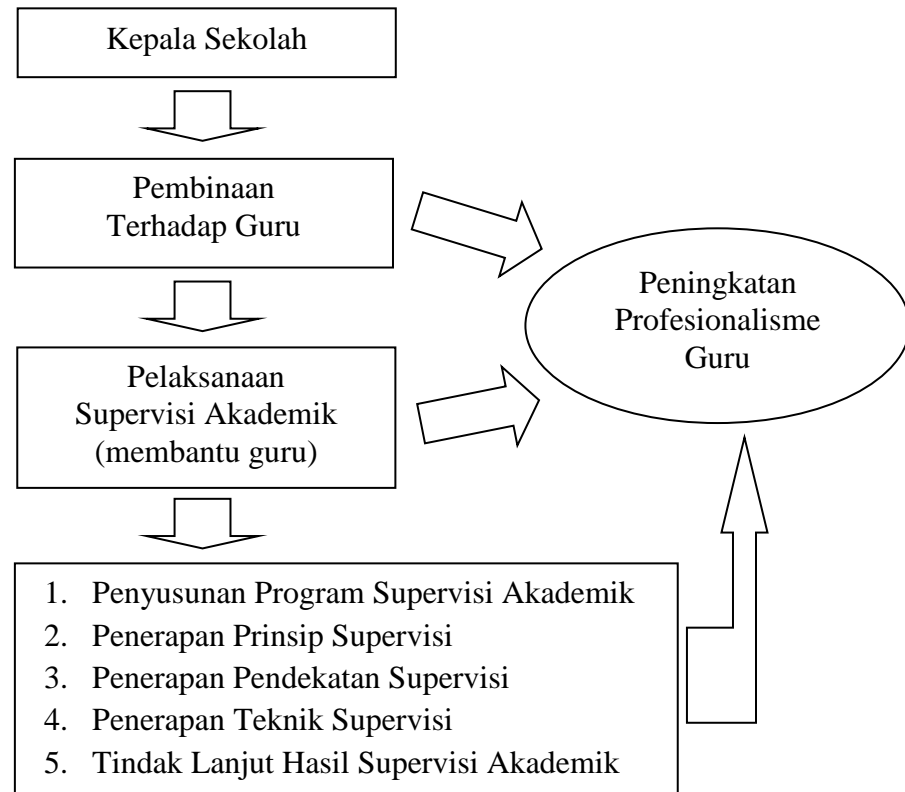 Kepala Sekolah
Pembinaan
Terhadap Guru
Peningkatan
Profesionalisme
Guru
Pelaksanaan
Supervisi Akademik
(membantu guru)
1. Penyusunan Program Supervisi Akademik
2. Penerapan Prinsip Supervisi
3. Penerapan Pendekatan Supervisi
4. Penerapan Teknik Supervisi
5. Tindak Lanjut Hasil Supervisi Akademik